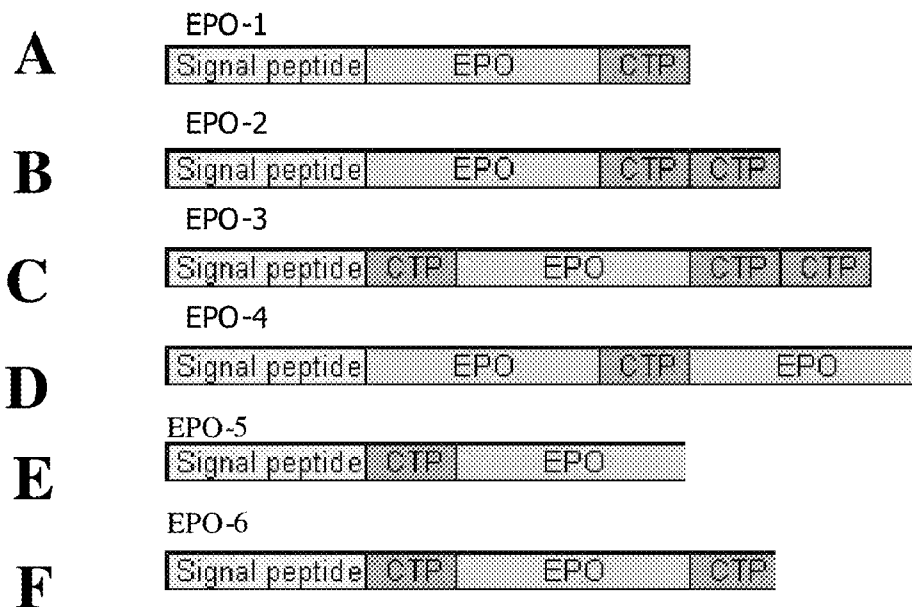 EPO-1
A Signal peptide EPO CTP
EPO-2
B Signal peptide EPO CTP CTP
EPO-3
C Signal peptide CTP EPO CTP CTP
EPO-4
D Signal peptide EPO CTP EPO
EPO-5
E Signal peptide CTP EPO
EPO-6
F Signal peptide CTP EPO CTP